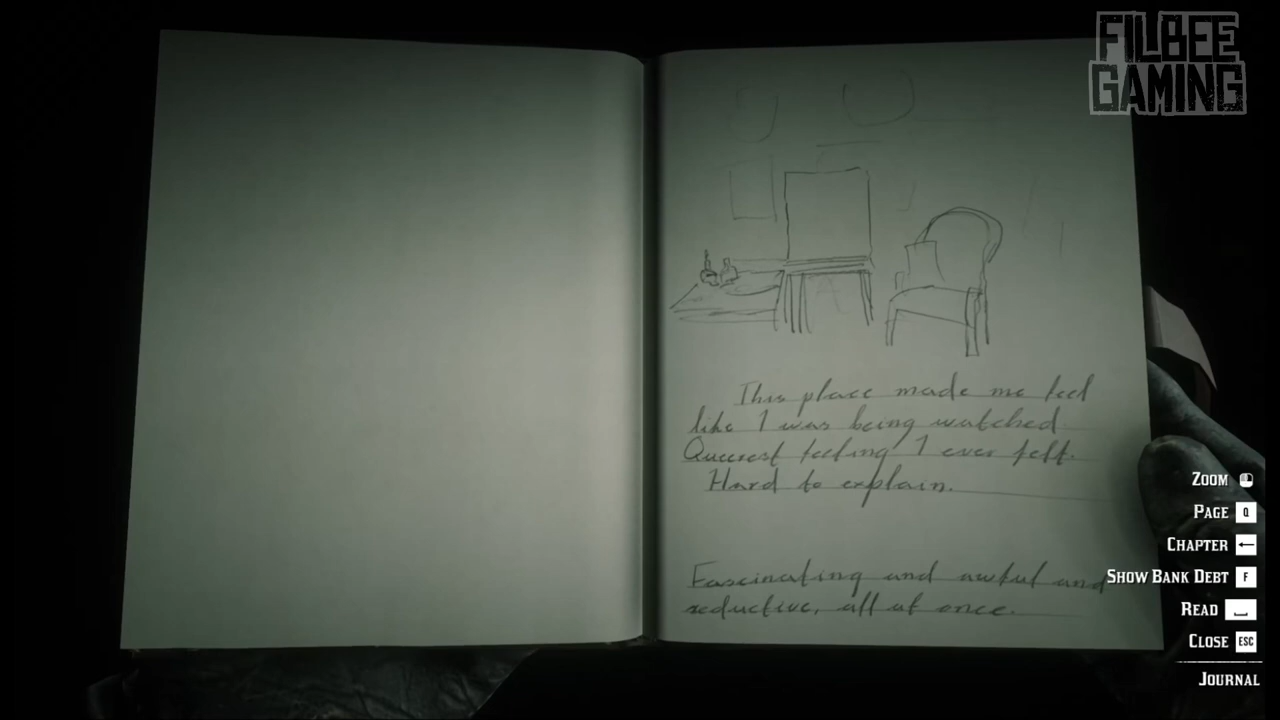 FILBEE
GAMING
This place made me feel
like I was being watched.
Queerest feeling I ever felt.
Hard to explain.
Fascinating and awful and
seductive, all at once.
ZOOM
PAGE Q
CHAPTER ←
SHOW BANK DEBT F
READ
CLOSE ESC
JOURNAL